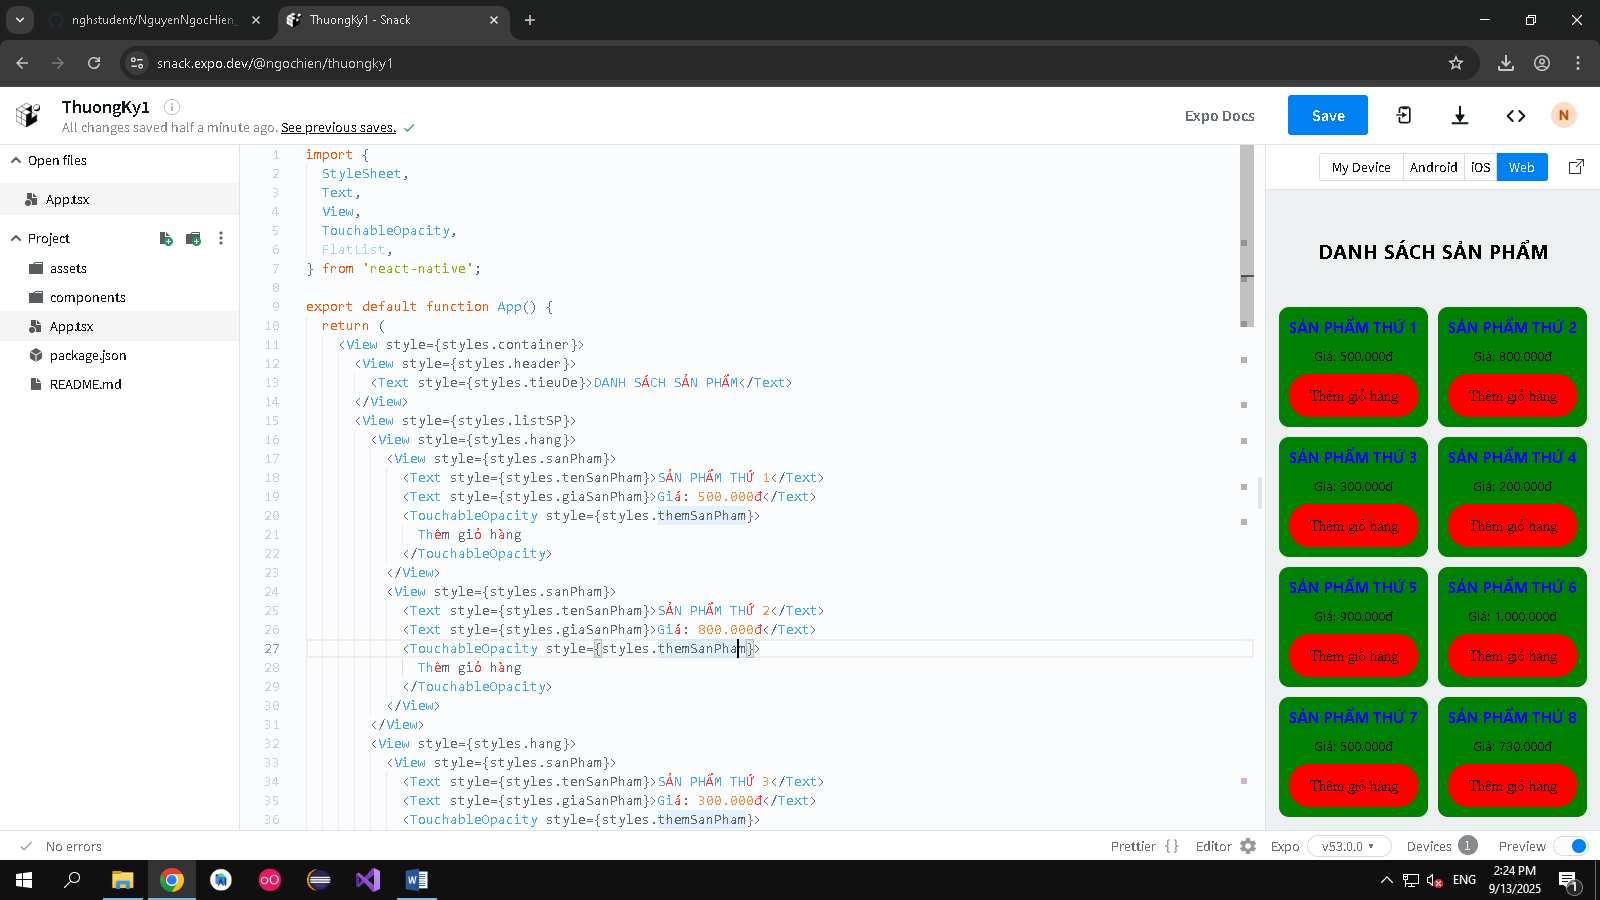 nghstudent/NguyenNgocHien_
ThuongKy1 - Snack
snack.expo.dev/@ngochien/thuongky1
ThuongKy1
All changes saved half a minute ago. See previous saves.
Expo Docs
Save
N
Open files
App.tsx
Project
assets
components
App.tsx
package.json
README.md
1 import {
2 StyleSheet,
3 Text,
4 View,
5 TouchableOpacity,
6 FlatList,
7 } from 'react-native';
8
9 export default function App() {
10 return (
11 <View style={styles.container}>
12 <View style={styles.header}>
13 <Text style={styles.tieuDe}>DANH SÁCH SẢN PHẨM</Text>
14 </View>
15 <View style={styles.listSP}>
16 <View style={styles.hang}>
17 <View style={styles.sanPham}>
18 <Text style={styles.tenSanPham}>SẢN PHẨM THỨ 1</Text>
19 <Text style={styles.giaSanPham}>Giá: 500.000đ</Text>
20 <TouchableOpacity style={styles.themSanPham}>
21 Thêm giỏ hàng
22 </TouchableOpacity>
23 </View>
24 <View style={styles.sanPham}>
25 <Text style={styles.tenSanPham}>SẢN PHẨM THỨ 2</Text>
26 <Text style={styles.giaSanPham}>Giá: 800.000đ</Text>
27 <TouchableOpacity style={styles.themSanPham}>
28 Thêm giỏ hàng
29 </TouchableOpacity>
30 </View>
31 </View>
32 <View style={styles.hang}>
33 <View style={styles.sanPham}>
34 <Text style={styles.tenSanPham}>SẢN PHẨM THỨ 3</Text>
35 <Text style={styles.giaSanPham}>Giá: 300.000đ</Text>
36 <TouchableOpacity style={styles.themSanPham}>
My Device Android iOS Web
DANH SÁCH SẢN PHẨM
SẢN PHẨM THỨ 1
Giá: 500.000đ
Thêm giỏ hàng
SẢN PHẨM THỨ 2
Giá: 800.000đ
Thêm giỏ hàng
SẢN PHẨM THỨ 3
Giá: 300.000đ
Thêm giỏ hàng
SẢN PHẨM THỨ 4
Giá: 200.000đ
Thêm giỏ hàng
SẢN PHẨM THỨ 5
Giá: 900.000đ
Thêm giỏ hàng
SẢN PHẨM THỨ 6
Giá: 1.000.000đ
Thêm giỏ hàng
SẢN PHẨM THỨ 7
Giá: 500.000đ
Thêm giỏ hàng
SẢN PHẨM THỨ 8
Giá: 730.000đ
Thêm giỏ hàng
No errors
Prettier {} Editor Expo v53.0.0 Devices 1 Preview
ENG
2:24 PM
9/13/2025
1